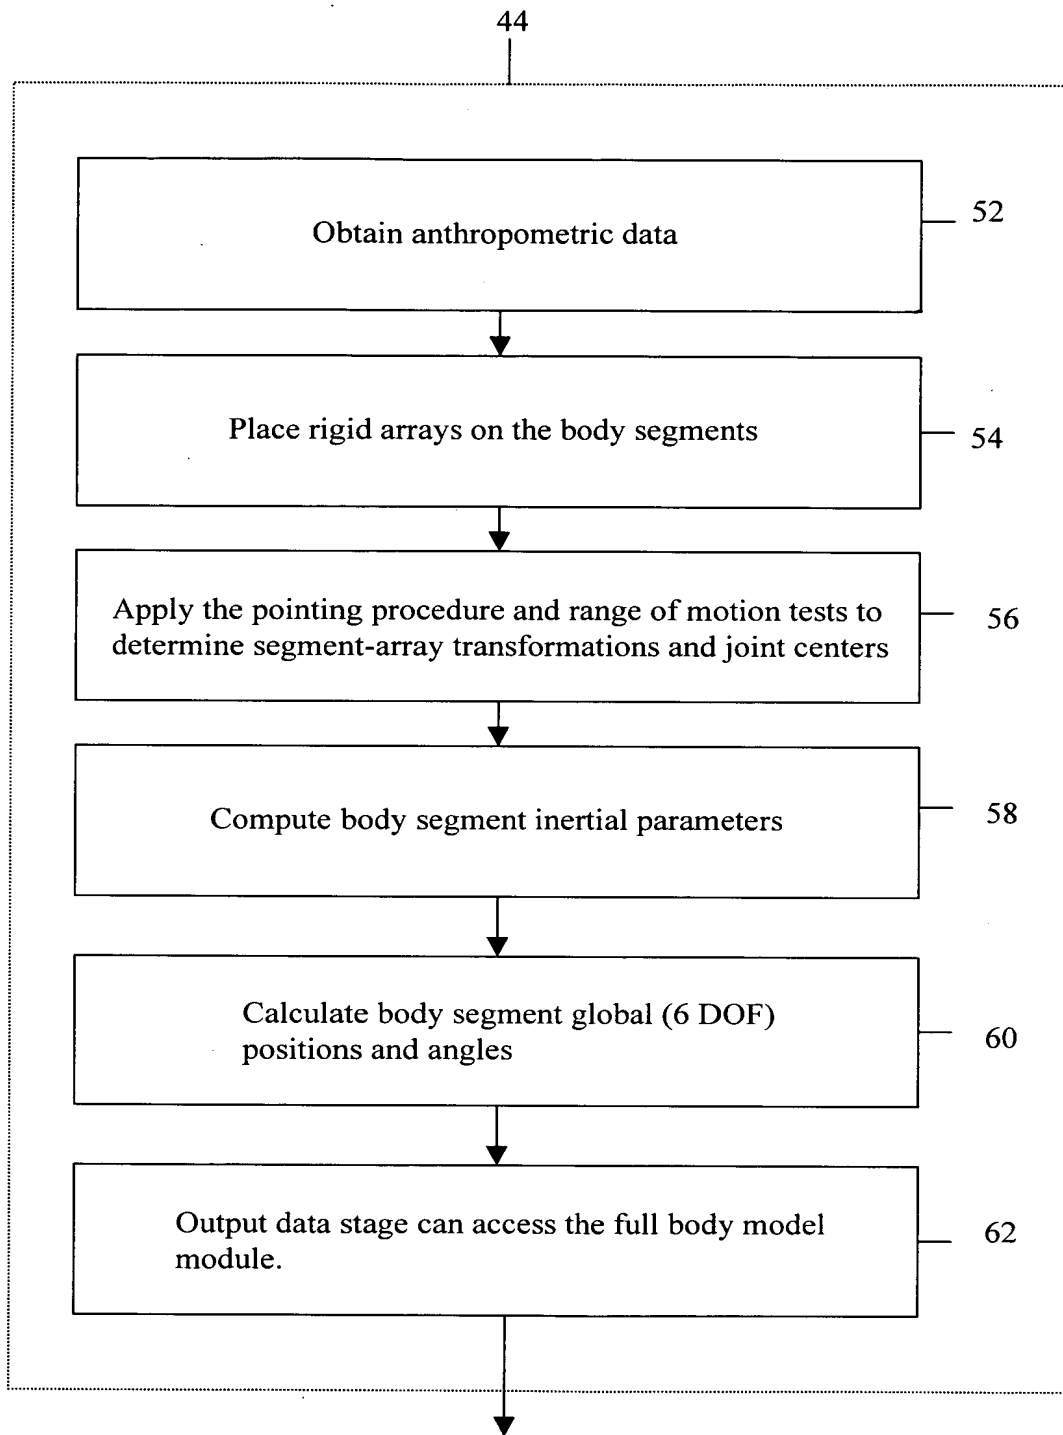 44
Obtain anthropometric data
52
Place rigid arrays on the body segments
54
Apply the pointing procedure and range of motion tests to
determine segment-array transformations and joint centers
56
Compute body segment inertial parameters
58
Calculate body segment global (6 DOF)
positions and angles
60
Output data stage can access the full body model
module.
62